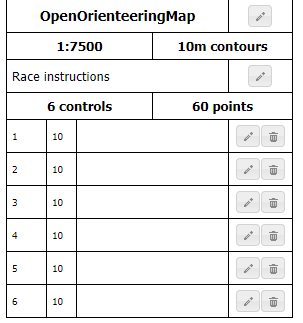 OpenOrienteeringMap
1:7500 10m contours
Race instructions
6 controls 60 points
1 10
2 10
3 10
4 10
5 10
6 10